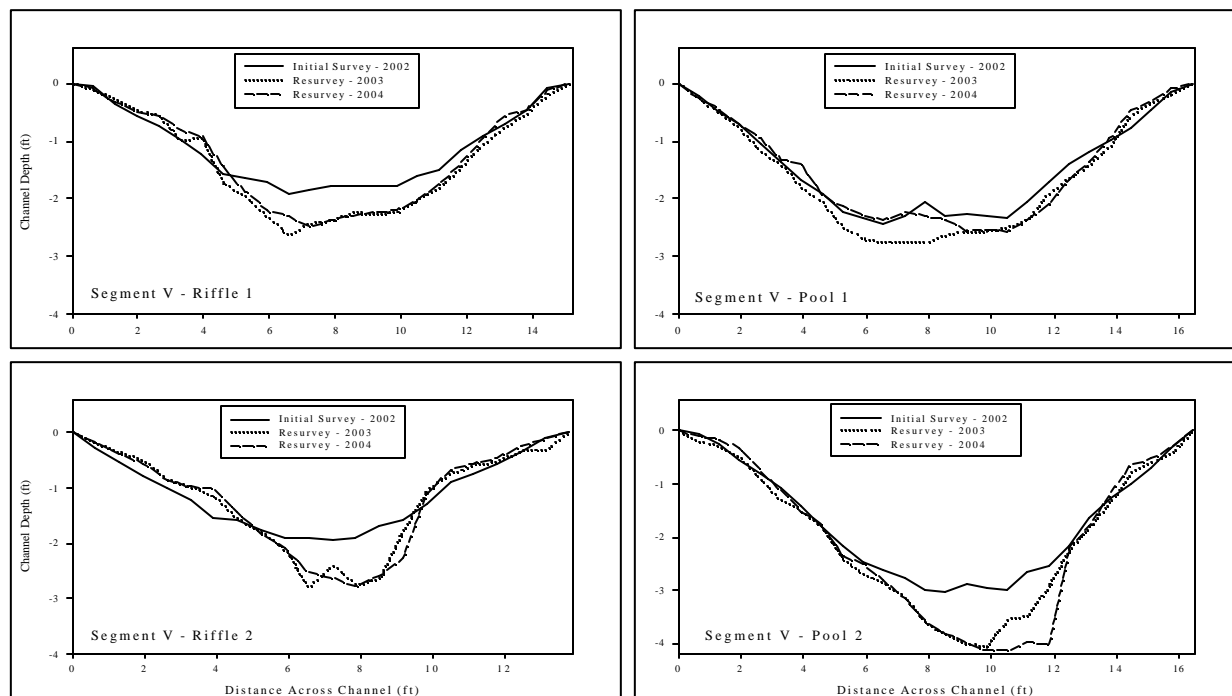 Initial Survey - 2002
Resurvey - 2003
Resurvey - 2004
0
-1
-2
-3
-4
Channel Depth (ft)
Segment V - Riffle 1
0 2 4 6 8 10 12 14
Initial Survey - 2002
Resurvey - 2003
Resurvey - 2004
0
-1
-2
-3
-4
Segment V - Pool 1
0 2 4 6 8 10 12 14 16
Initial Survey - 2002
Resurvey - 2003
Resurvey - 2004
0
-1
-2
-3
-4
Channel Depth (ft)
Segment V - Riffle 2
0 2 4 6 8 10 12
Distance Across Channel (ft)
Initial Survey - 2002
Resurvey - 2003
Resurvey - 2004
0
-1
-2
-3
-4
Segment V - Pool 2
0 2 4 6 8 10 12 14 16
Distance Across Channel (ft)